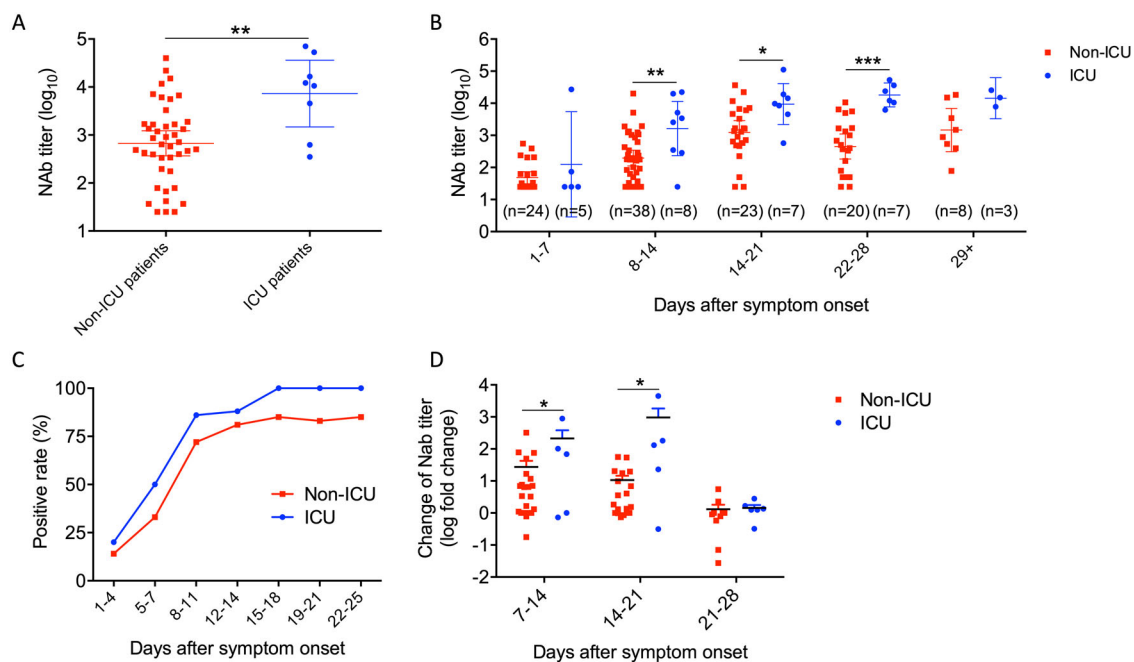 A
**
5
4
3
2
1
NAb titer (log10)
Non-ICU patients
ICU patients
B
6
5
4
3
2
1
0
NAb titer (log10)
**
*
***
Non-ICU
ICU
(n=24) (n=5) (n=38) (n=8) (n=23) (n=7) (n=20) (n=7) (n=8) (n=3)
1-7
8-14
14-21
22-28
29+
Days after symptom onset
C
100
75
50
25
0
Positive rate (%)
Non-ICU
ICU
1-4
5-7
8-11
12-14
15-18
19-21
22-25
Days after symptom onset
D
4
3
2
1
0
-1
-2
Change of Nab titer
(log fold change)
*
*
Non-ICU
ICU
7-14
14-21
21-28
Days after symptom onset